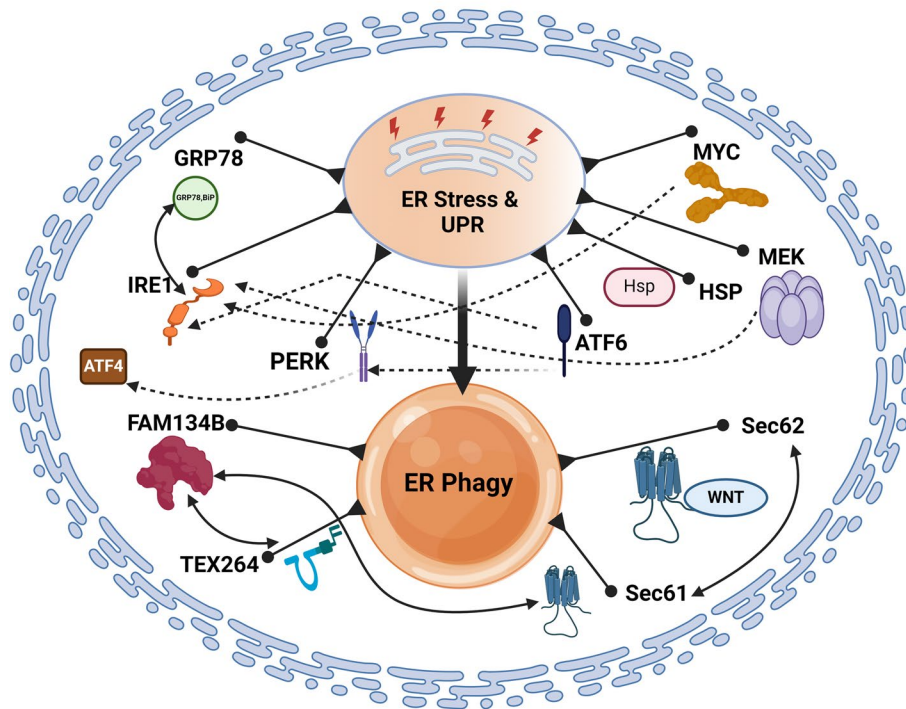 GRP78
MYC
GRP78,BiP
ER Stress &
UPR
MEK
IRE1
Hsp
HSP
PERK
ATF6
ATF4
FAM134B
Sec62
ER Phagy
WNT
TEX264
Sec61